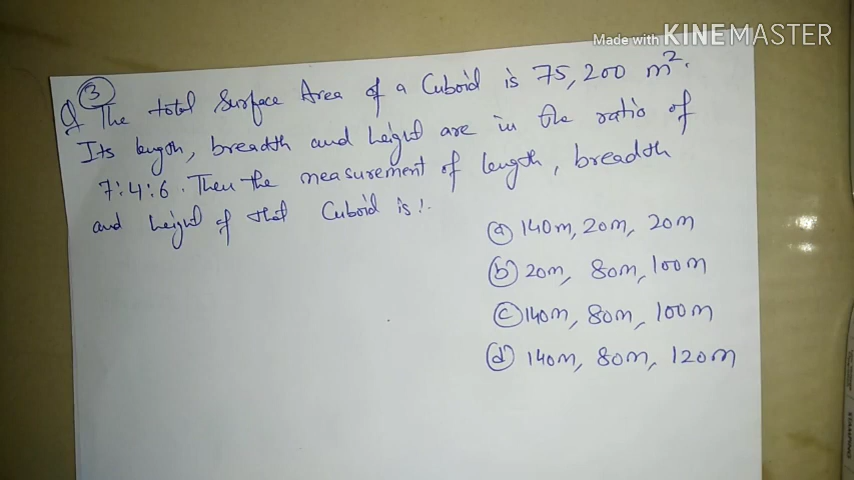 Made with KINEMASTER
③
Q The total Surface Area of a Cuboid is 75,200 m².
Its length, breadth and height are in the ratio of
7:4:6. Then the measurement of length, breadth
and height of that Cuboid is :-
ⓐ 140m, 20m, 20m
ⓑ 20m, 80m, 100m
ⓒ 140m, 80m, 100m
ⓓ 140m, 80m, 120m